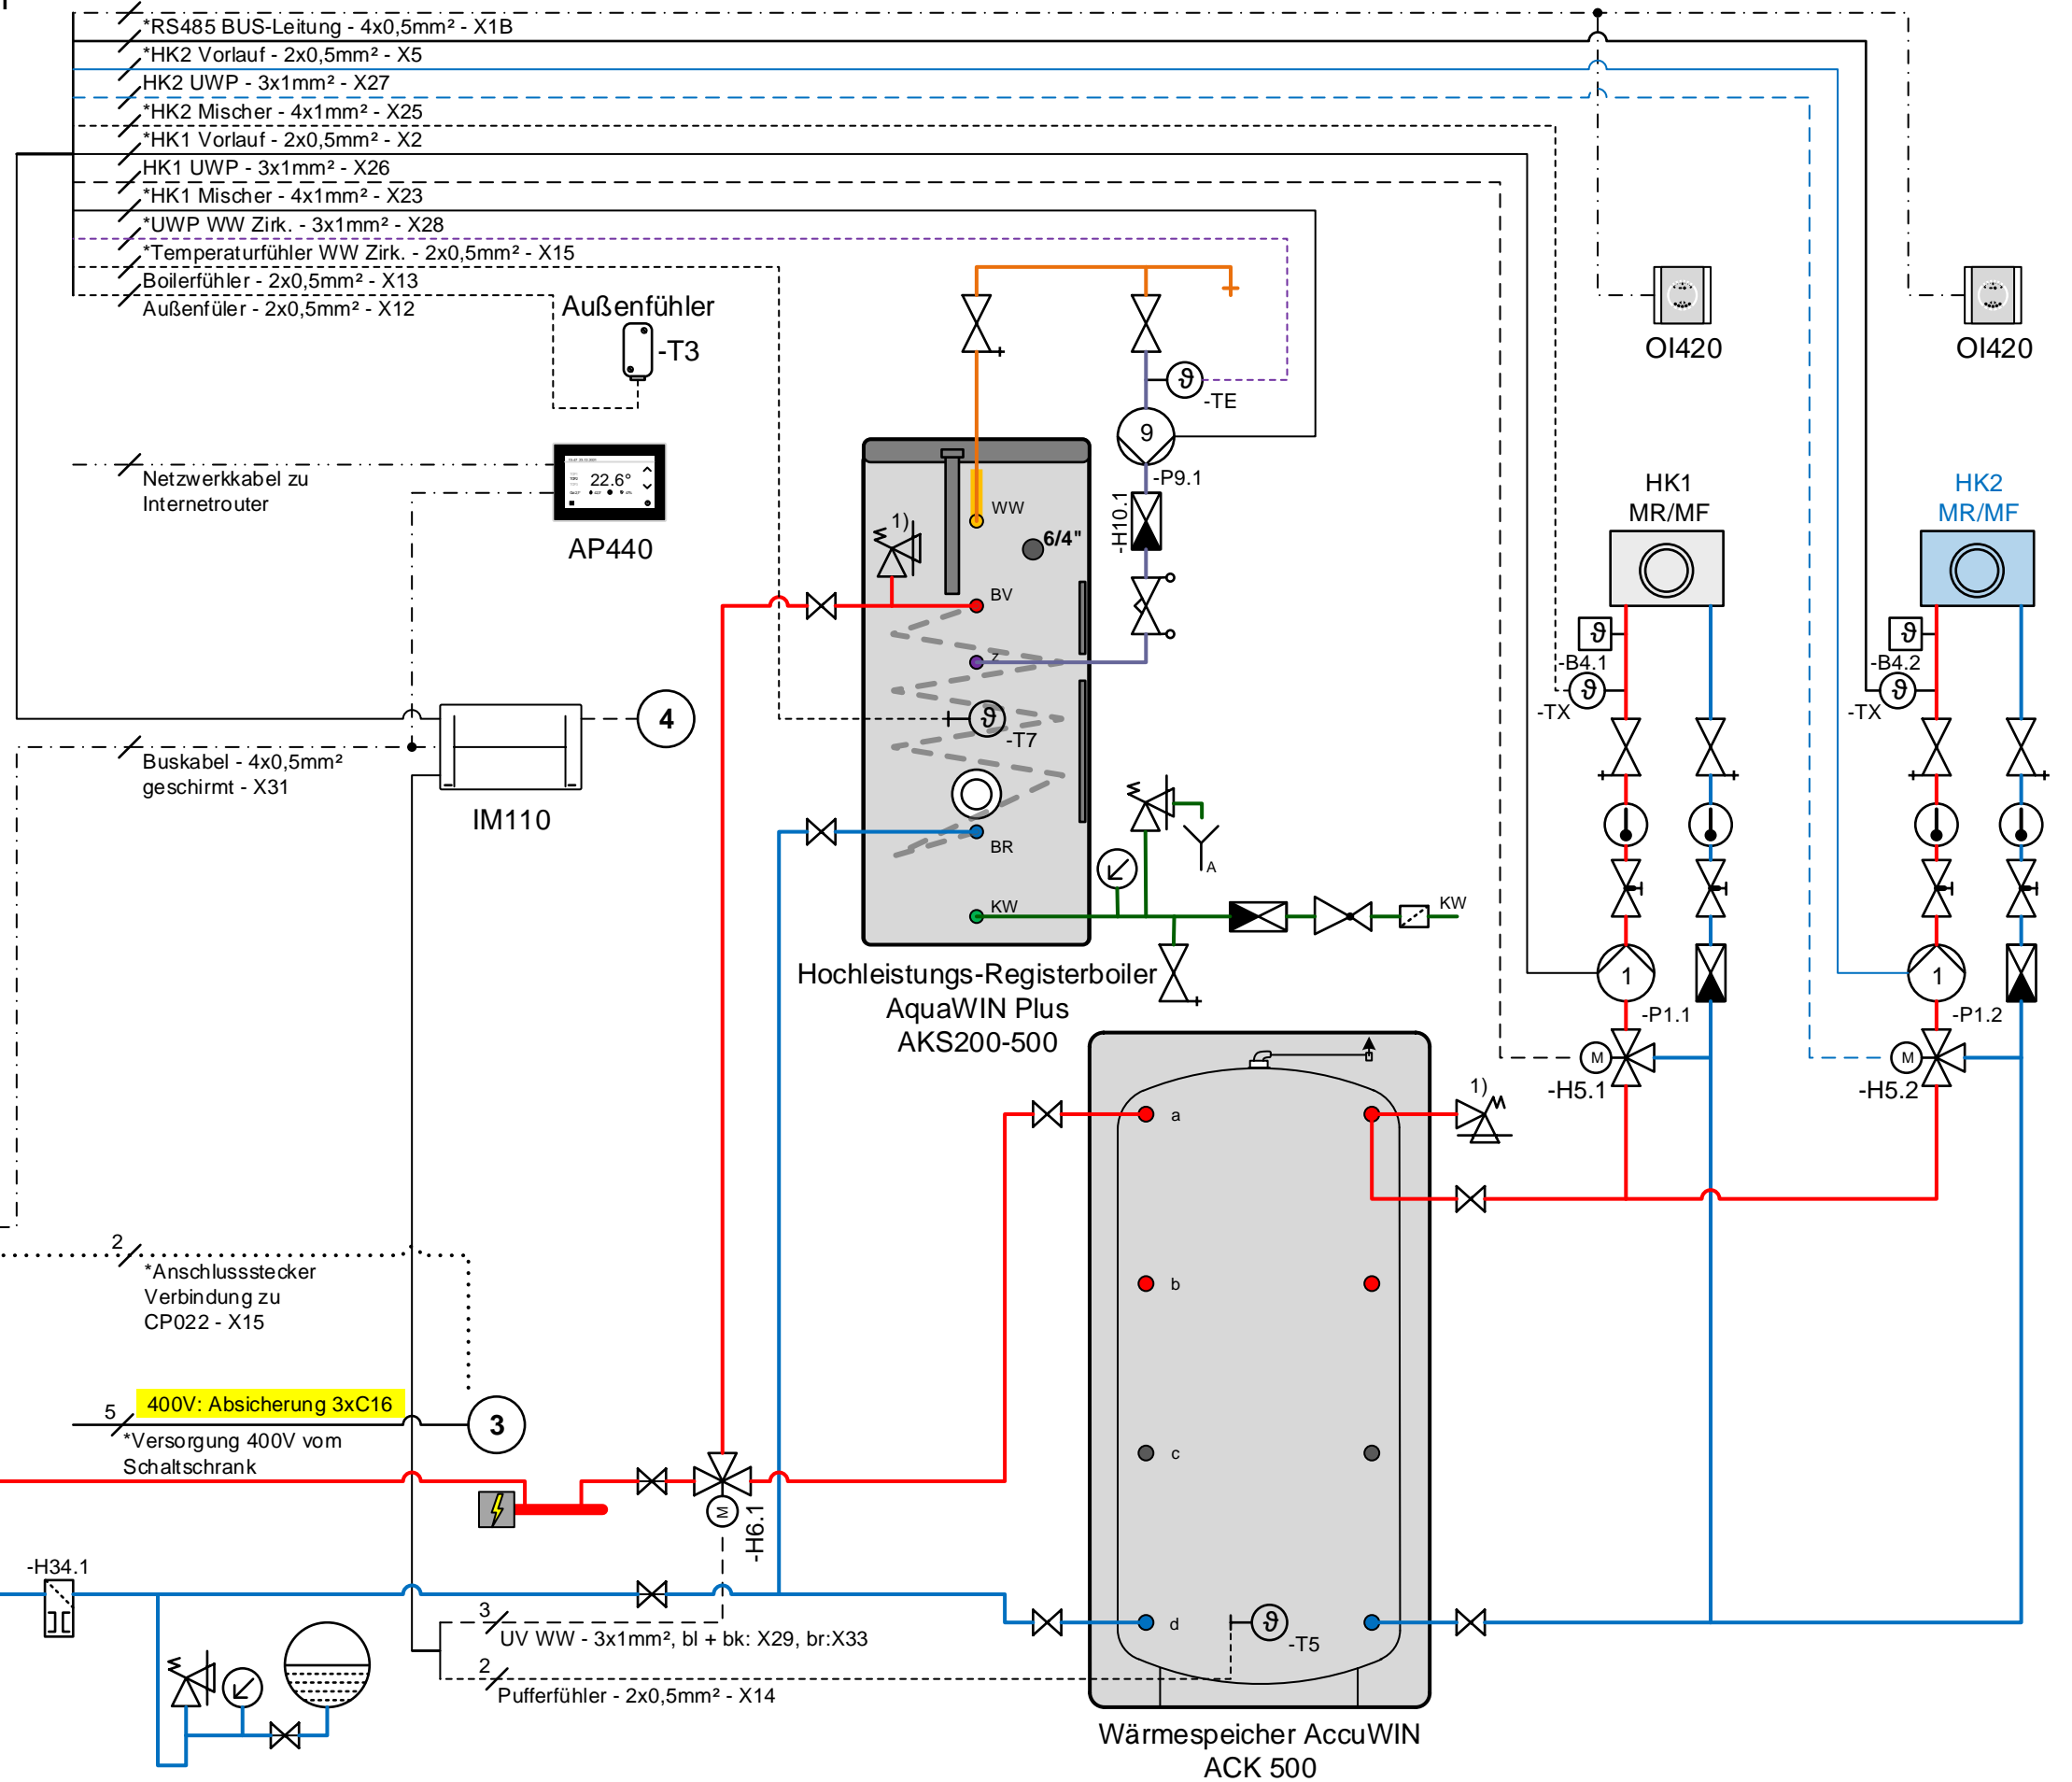 *RS485 BUS-Leitung - 4x0,5mm² - X1B
*HK2 Vorlauf - 2x0,5mm² - X5
HK2 UWP - 3x1mm² - X27
*HK2 Mischer - 4x1mm² - X25
*HK1 Vorlauf - 2x0,5mm² - X2
HK1 UWP - 3x1mm² - X26
*HK1 Mischer - 4x1mm² - X23
*UWP WW Zirk. - 3x1mm² - X28
*Temperaturfühler WW Zirk. - 2x0,5mm² - X15
Boilerfühler - 2x0,5mm² - X13
Außenfüler - 2x0,5mm² - X12
Außenfühler
-T3
OI420
OI420
-TE
9
-P9.1
-H10.1
Netzwerkkabel zu
Internetrouter
22.6°
AP440
WW
1)
6/4"
BV
z
-T7
BR
KW
A
KW
HK1
MR/MF
HK2
MR/MF
-B4.1
-TX
-B4.2
-TX
4
Buskabel - 4x0,5mm²
geschirmt - X31
IM110
Hochleistungs-Registerboiler
AquaWIN Plus
AKS200-500
1
-P1.1
1
-P1.2
M
-H5.1
M
-H5.2
1)
a
b
c
d
-T5
2
*Anschlussstecker
Verbindung zu
CP022 - X15
400V: Absicherung 3xC16
5
3
*Versorgung 400V vom
Schaltschrank
M
-H6.1
-H34.1
3
UV WW - 3x1mm², bl + bk: X29, br:X33
2
Pufferfühler - 2x0,5mm² - X14
Wärmespeicher AccuWIN
ACK 500